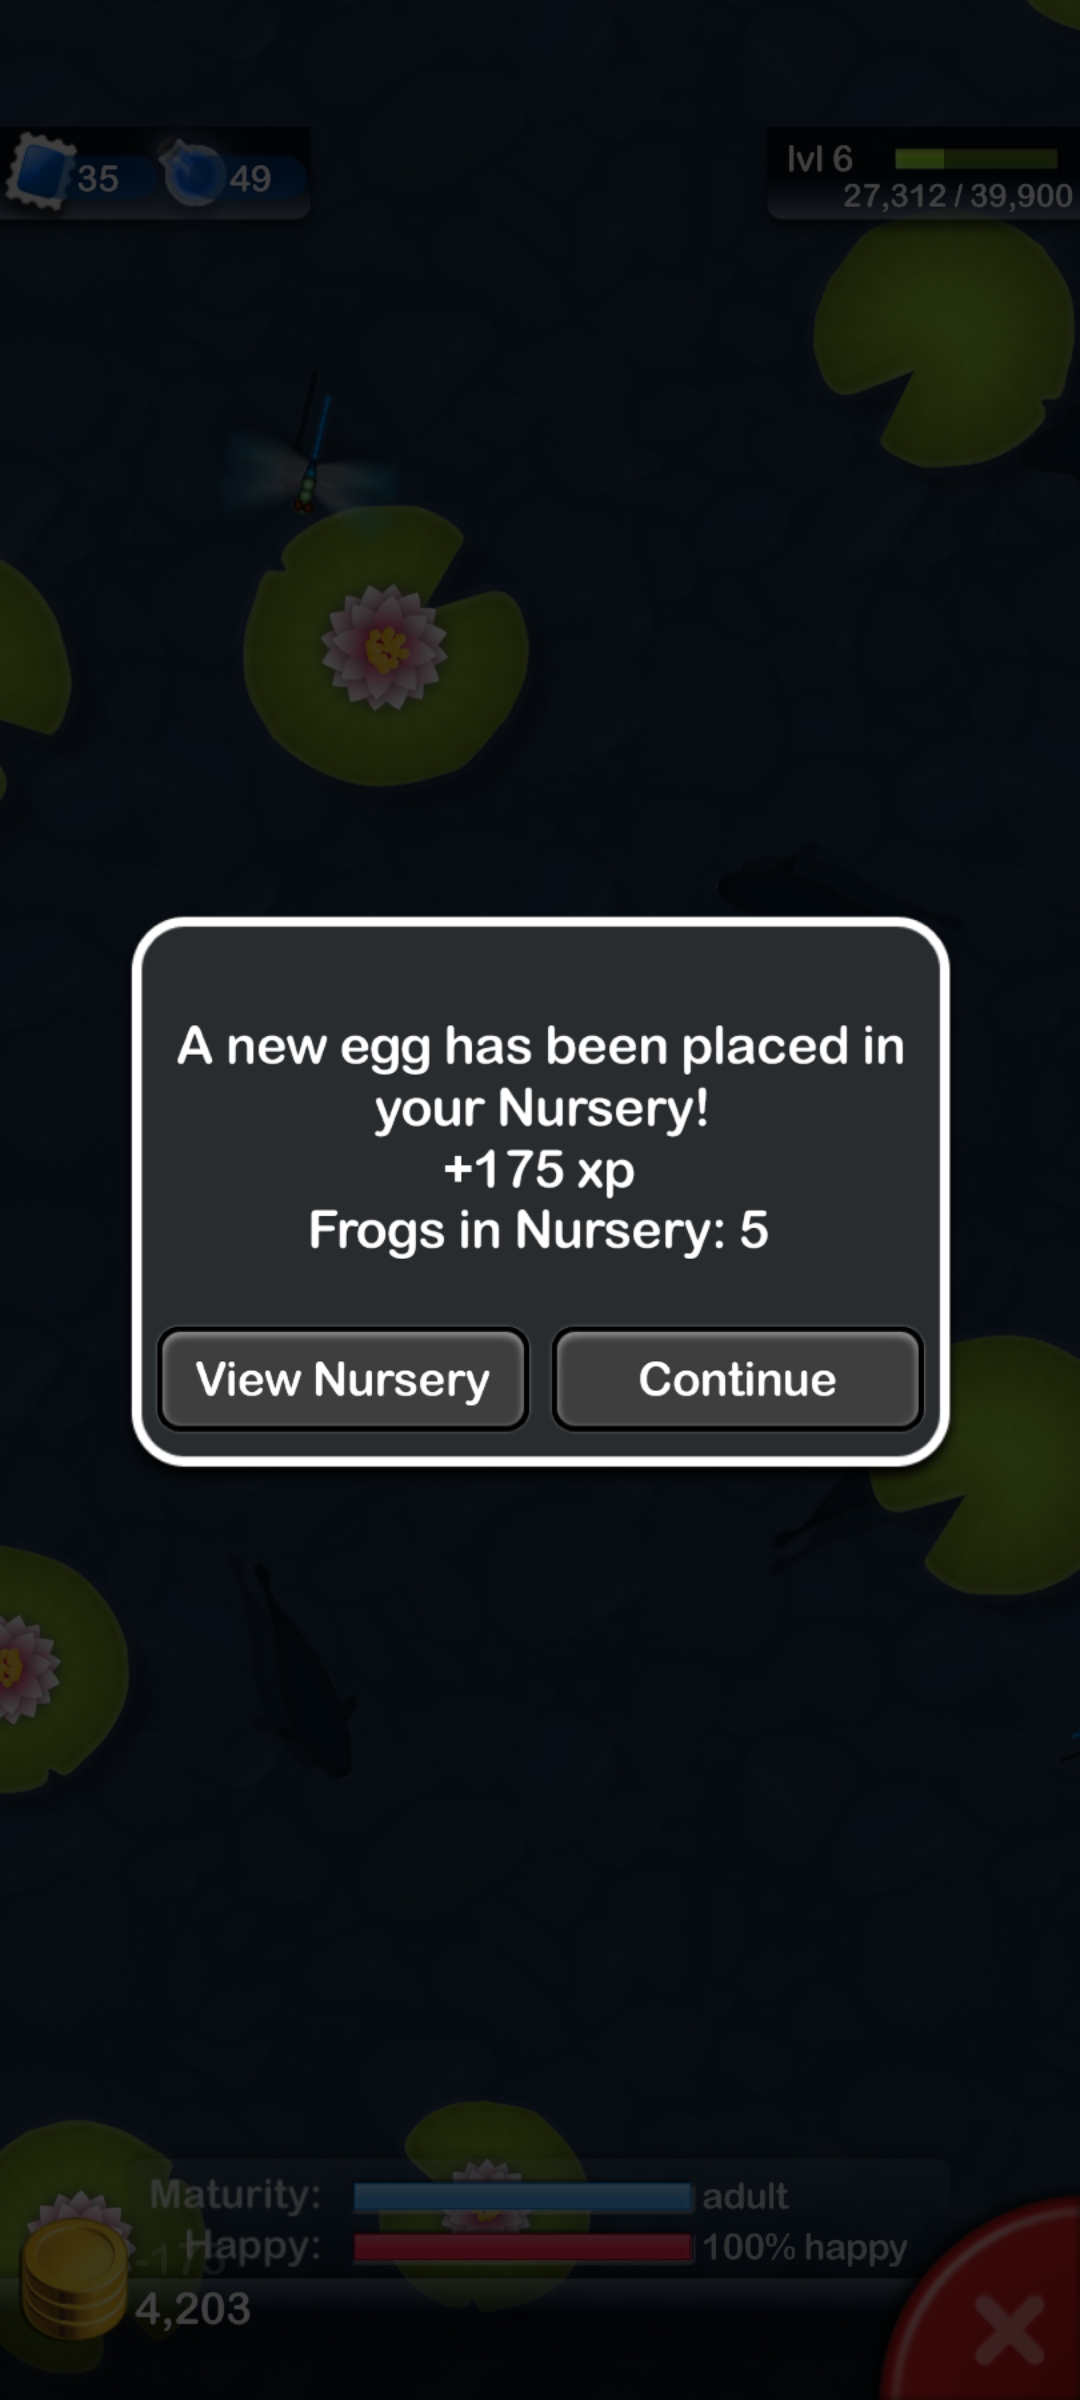 35
49
lvl 6
27,312 / 39,900
A new egg has been placed in
your Nursery!
+175 xp
Frogs in Nursery: 5
View Nursery
Continue
Maturity:
adult
Happy:
100% happy
4,203